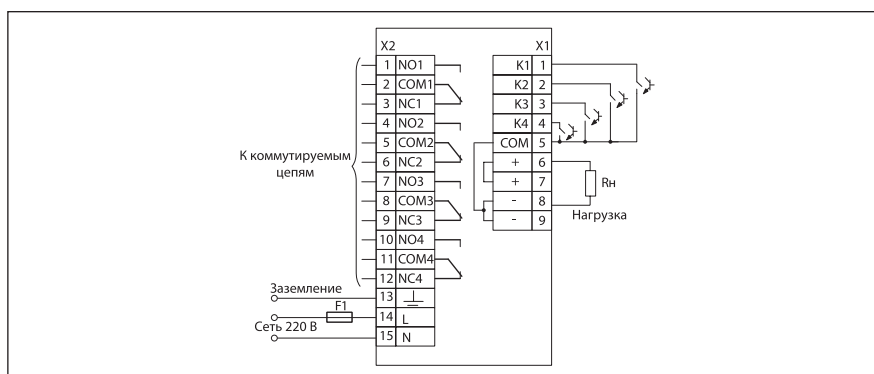 X2 X1
1 NO1 K1 1
2 COM1 K2 2
3 NC1 K3 3
4 NO2 K4 4
5 COM2 COM 5
6 NC2 + 6
7 NO3 + 7
8 COM3 - 8
9 NC3 - 9
10 NO4
11 COM4
12 NC4
13
14 L
15 N
К коммутируемым
цепям
Rн
Нагрузка
Заземление
F1
Сеть 220 В